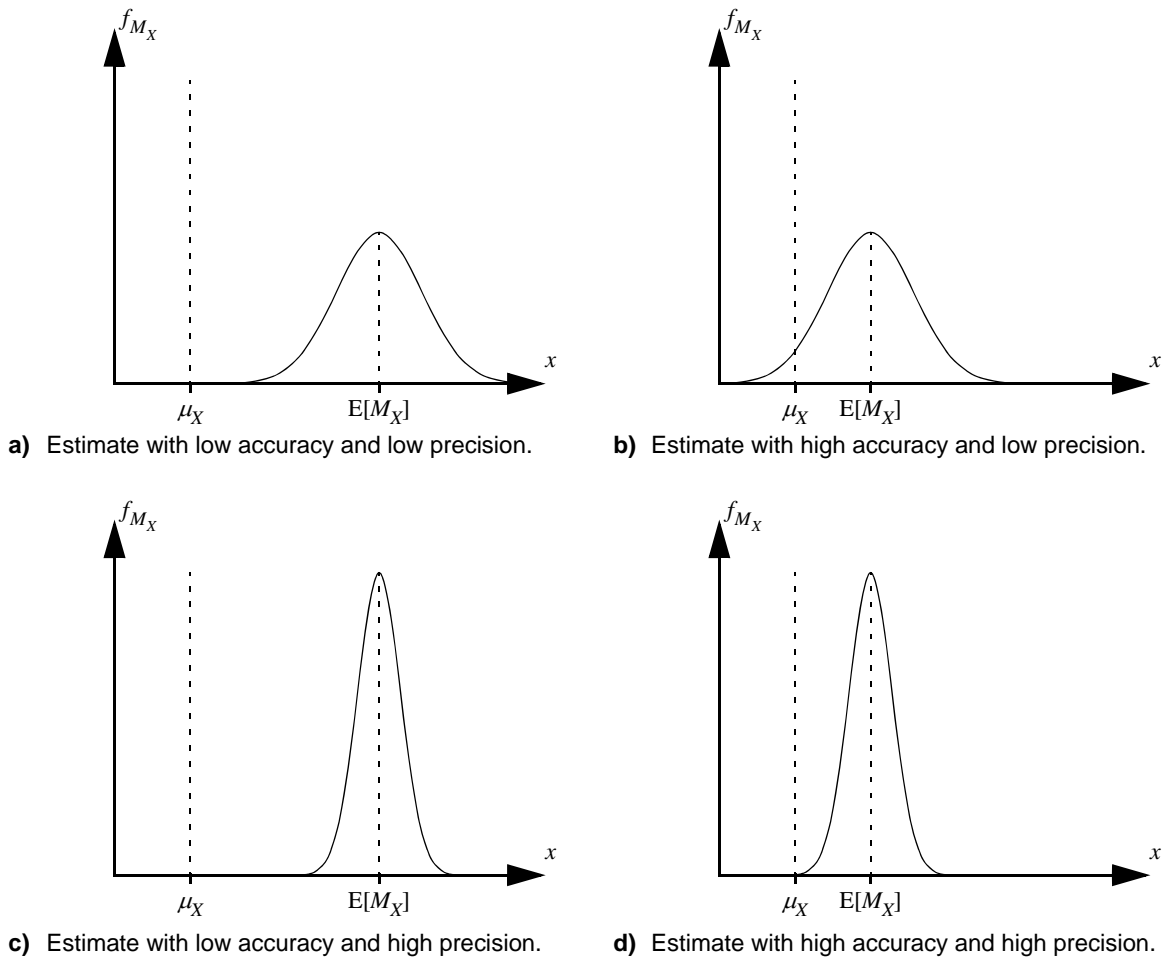 f_{M_X} f_{M_X}
x x
μ_X E[M_X] μ_X E[M_X]
a) Estimate with low accuracy and low precision. b) Estimate with high accuracy and low precision.
f_{M_X} f_{M_X}
x x
μ_X E[M_X] μ_X E[M_X]
c) Estimate with low accuracy and high precision. d) Estimate with high accuracy and high precision.